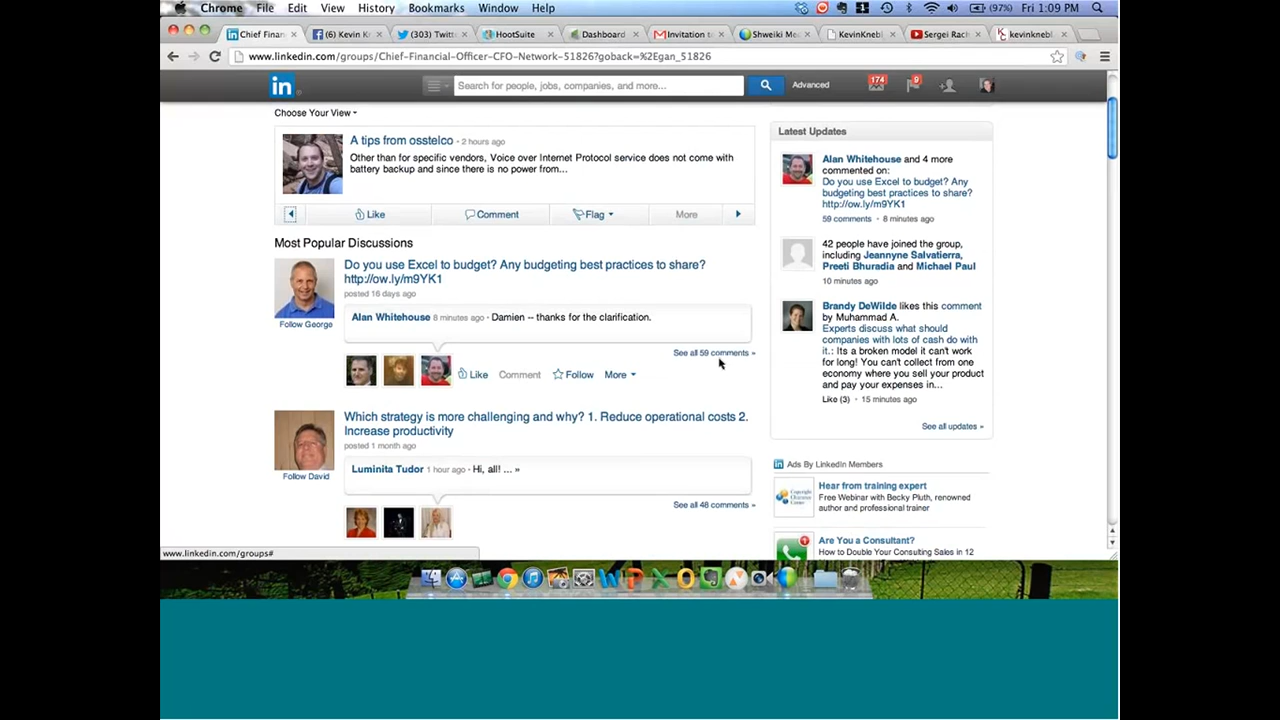 Chrome File Edit View History Bookmarks Window Help
(97%) Fri 1:09 PM
Chief Finan
(6) Kevin Kn
(303) Twitt
HootSuite
Dashboard
Invitation t
Shweiki Me
KevinKnebl
Sergei Rach
kevinknebl
www.linkedin.com/groups/Chief-Financial-Officer-CFO-Network-51826?goback=%2Egan_51826
in
Search for people, jobs, companies, and more...
Advanced
174
9
Choose Your View
A tips from osstelco • 2 hours ago
Other than for specific vendors, Voice over Internet Protocol service does not come with
battery backup and since there is no power from...
Like Comment Flag More
Most Popular Discussions
Do you use Excel to budget? Any budgeting best practices to share?
http://ow.ly/m9YK1
posted 16 days ago
Follow George
Alan Whitehouse 8 minutes ago • Damien -- thanks for the clarification.
See all 59 comments »
Like Comment Follow More
Which strategy is more challenging and why? 1. Reduce operational costs 2.
Increase productivity
posted 1 month ago
Follow David
Luminita Tudor 1 hour ago • Hi, all! ... »
See all 48 comments »
Latest Updates
Alan Whitehouse and 4 more
commented on:
Do you use Excel to budget? Any
budgeting best practices to share?
http://ow.ly/m9YK1
59 comments • 8 minutes ago
42 people have joined the group,
including Jeannyne Salvatierra,
Preeti Bhuradia and Michael Paul
10 minutes ago
Brandy DeWilde likes this comment
by Muhammad A.
Experts discuss what should
companies with lots of cash do with
it.: Its a broken model it can't work
for long! You can't collect from one
economy where you sell your product
and pay your expenses in...
Like (3) • 15 minutes ago
See all updates »
in Ads By LinkedIn Members
Hear from training expert
Free Webinar with Becky Pluth, renowned
author and professional trainer
Are You a Consultant?
How to Double Your Consulting Sales in 12
www.linkedin.com/groups#